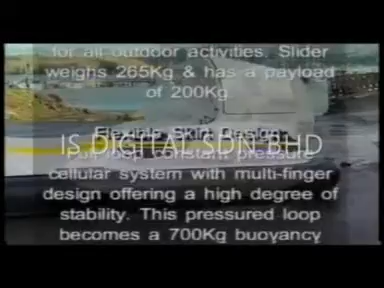 for all outdoor activities. Slider
weighs 265Kg & has a payload
of 200Kg.
Flexible Skirt Design:
IS DIGITAL SDN BHD
Full loop constant pressure
cellular system with multi-finger
design offering a high degree of
stability. This pressured loop
becomes a 700Kg buoyancy